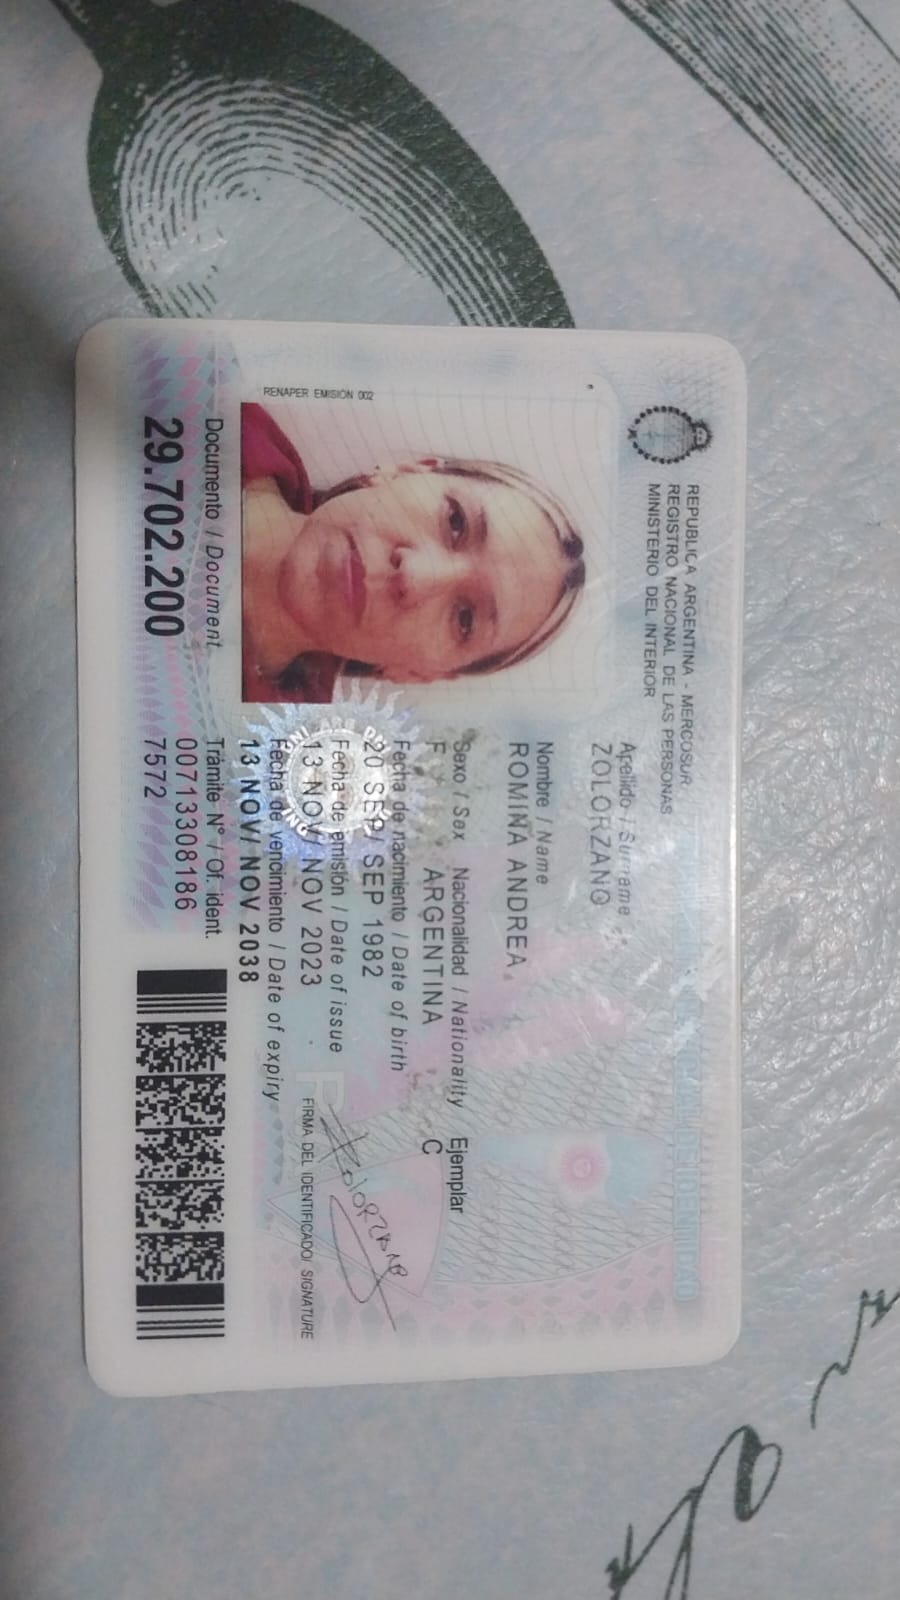 REPUBLICA ARGENTINA - MERCOSUR
REGISTRO NACIONAL DE LAS PERSONAS
MINISTERIO DEL INTERIOR
RENAPER EMISIÓN 002
Apellido / Surname
ZOLORZANO
Nombre / Name
ROMINA ANDREA
Sexo / Sex Nacionalidad / Nationality Ejemplar
F ARGENTINA C
Fecha de nacimiento / Date of birth
20 SEP/ SEP 1982
Fecha de emisión / Date of issue
13 NOV/ NOV 2023
Fecha de vencimiento / Date of expiry
13 NOV/ NOV 2038
FIRMA DEL IDENTIFICADO/ SIGNATURE
Documento / Document
29.702.200
Trámite N° / Of. ident.
00713308186
7572